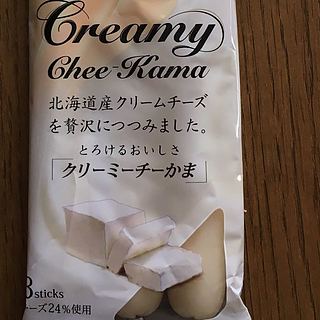 Creamy
Chee-Kama
北海道産クリームチーズ
を贅沢につつみました。
とろけるおいしさ
「クリーミーチーかま」
8 sticks
ーズ24%使用